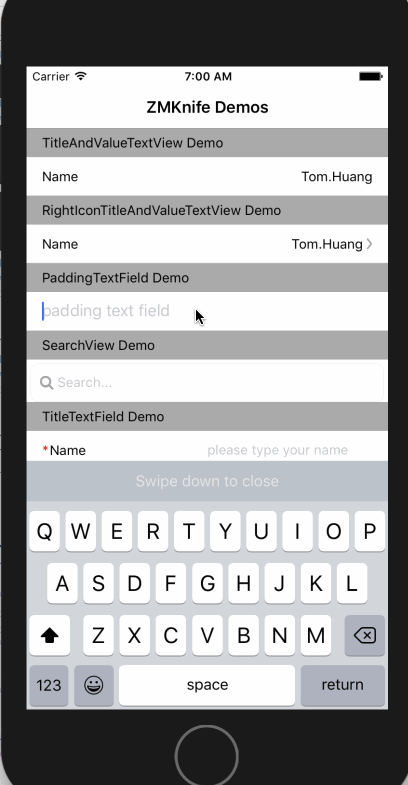 Carrier 7:00 AM
ZMKnife Demos
TitleAndValueTextView Demo
Name Tom.Huang
RightIconTitleAndValueTextView Demo
Name Tom.Huang
PaddingTextField Demo
padding text field
SearchView Demo
Search...
TitleTextField Demo
*Name please type your name
Swipe down to close
Q W E R T Y U I O P
A S D F G H J K L
Z X C V B N M
123 space return